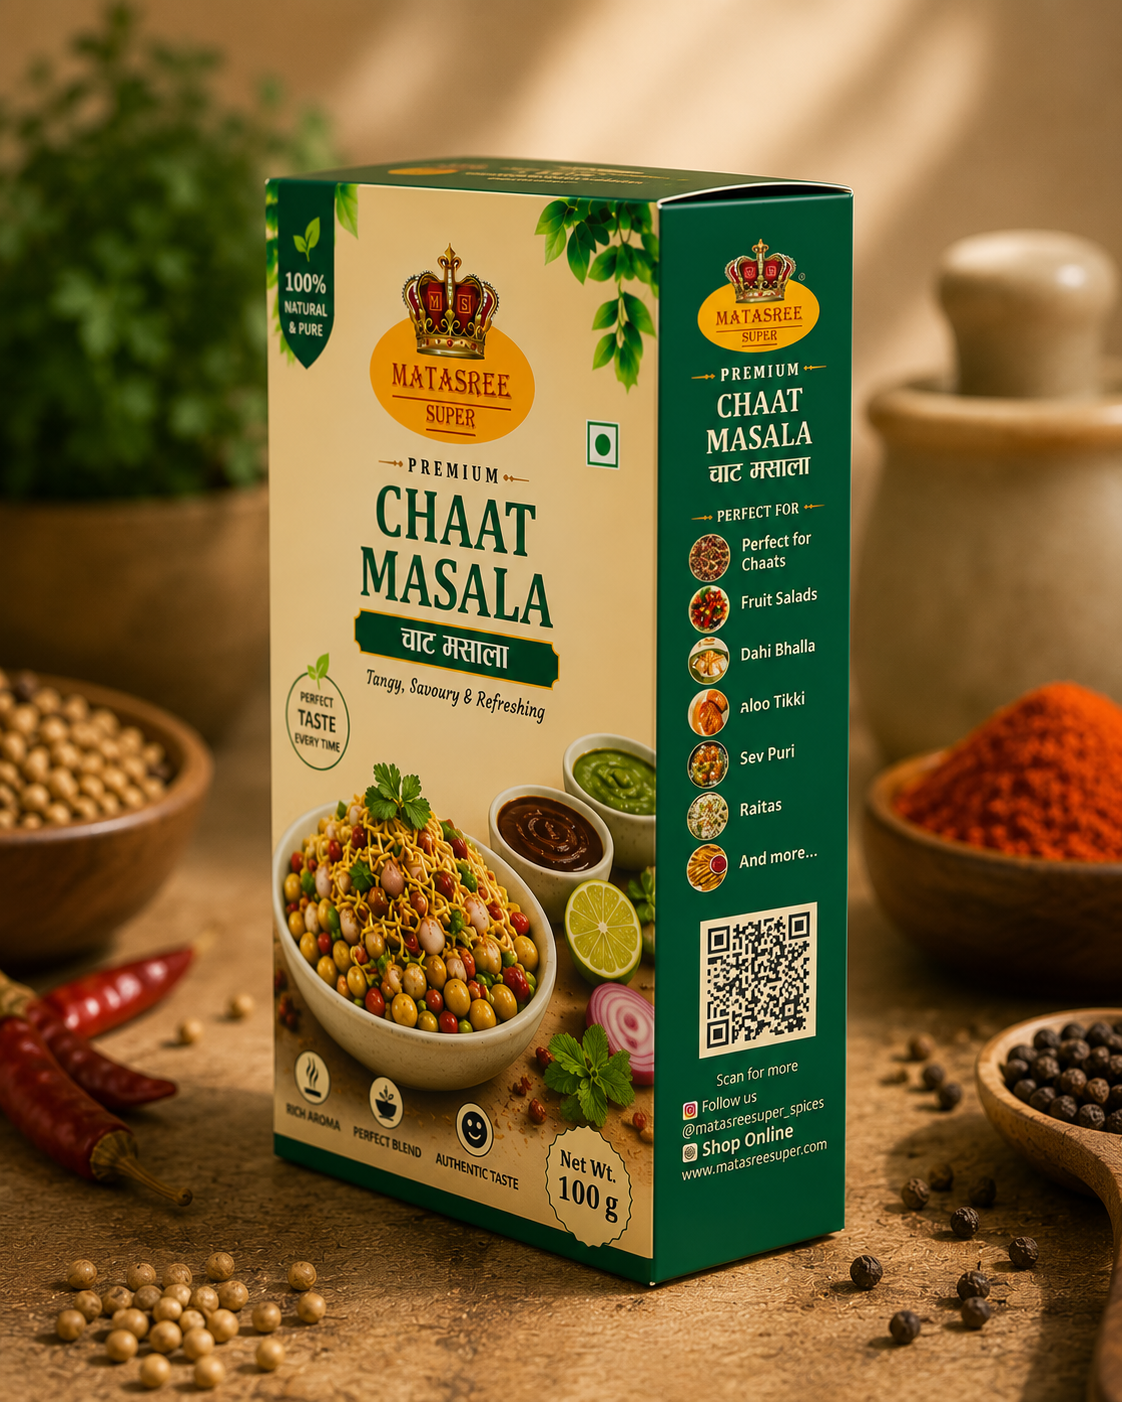 100%
NATURAL
& PURE
M S
MATASREE
SUPER
PREMIUM
CHAAT
MASALA
चाट मसाला
Tangy, Savoury & Refreshing
PERFECT
TASTE
EVERY TIME
RICH AROMA
PERFECT BLEND
AUTHENTIC TASTE
Net Wt.
100 g
MATASREE
SUPER
PREMIUM
CHAAT
MASALA
चाट मसाला
PERFECT FOR
Perfect for
Chaats
Fruit Salads
Dahi Bhalla
aloo Tikki
Sev Puri
Raitas
And more...
Scan for more
Follow us
@matasreesuper_spices
Shop Online
www.matasreesuper.com